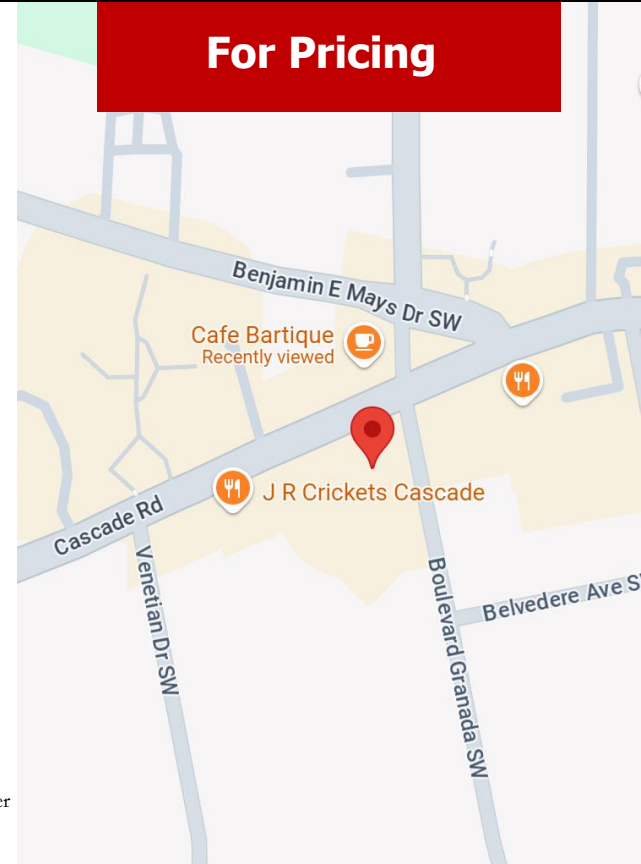 For Pricing
Benjamin E Mays Dr SW
Cafe Bartique
Recently viewed
J R Crickets Cascade
Cascade Rd
Venetian Dr SW
Boulevard Granada SW
Belvedere Ave